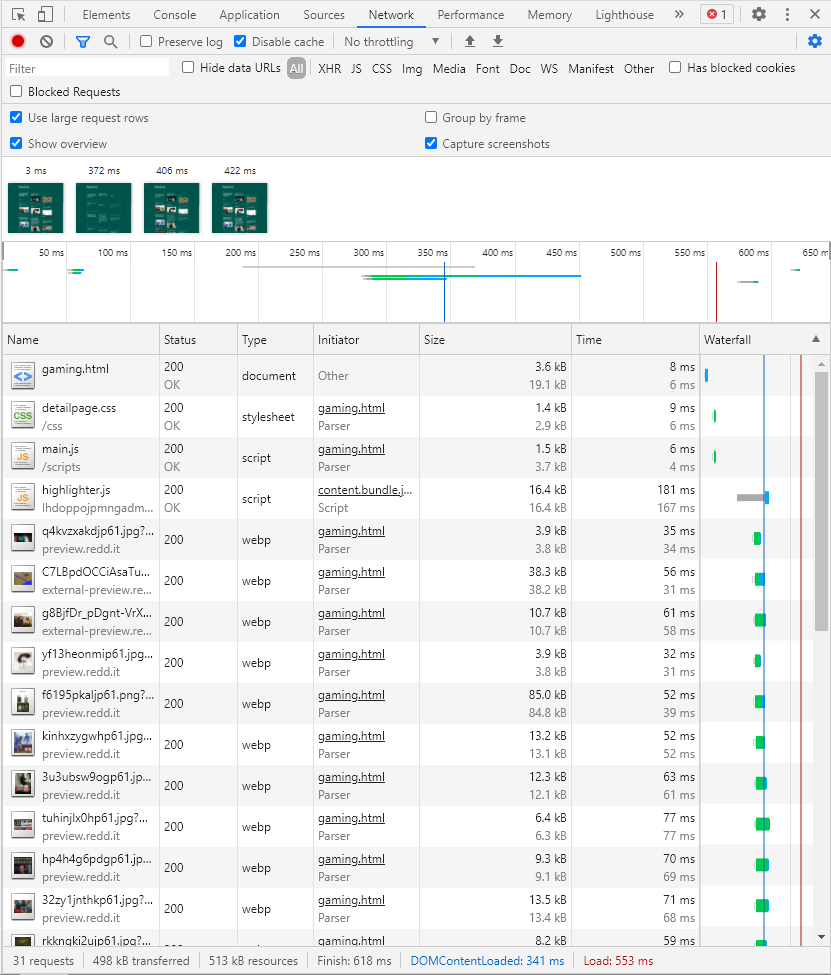 Elements Console Application Sources Network Performance Memory Lighthouse » 1
Preserve log Disable cache No throttling ▼
Filter Hide data URLs All XHR JS CSS Img Media Font Doc WS Manifest Other Has blocked cookies
Blocked Requests
Use large request rows Group by frame
Show overview Capture screenshots
3 ms 372 ms 406 ms 422 ms
50 ms 100 ms 150 ms 200 ms 250 ms 300 ms 350 ms 400 ms 450 ms 500 ms 550 ms 600 ms 650 m
Name Status Type Initiator Size Time Waterfall ▲
gaming.html 200 document Other 3.6 kB 8 ms
OK 19.1 kB 6 ms
CSS detailpage.css 200 stylesheet gaming.html 1.4 kB 9 ms
/css OK Parser 2.9 kB 6 ms
JS main.js 200 script gaming.html 1.5 kB 6 ms
/scripts OK Parser 3.7 kB 4 ms
JS highlighter.js 200 script content.bundle.j... 16.4 kB 181 ms
lhdoppojpmngadm... OK Script 16.4 kB 167 ms
q4kvzxakdjp61.jpg?... 200 webp gaming.html 3.9 kB 35 ms
preview.redd.it Parser 3.8 kB 34 ms
C7LBpdOCCiAsaTu... 200 webp gaming.html 38.3 kB 56 ms
external-preview.re... Parser 38.2 kB 31 ms
g8BjfDr_pDgnt-VrX... 200 webp gaming.html 10.7 kB 61 ms
external-preview.re... Parser 10.7 kB 58 ms
yf13heonmip61.jpg... 200 webp gaming.html 3.9 kB 32 ms
preview.redd.it Parser 3.8 kB 31 ms
f6195pkaljp61.png?... 200 webp gaming.html 85.0 kB 52 ms
preview.redd.it Parser 84.8 kB 39 ms
kinhxzygwhp61.jpg... 200 webp gaming.html 13.2 kB 52 ms
preview.redd.it Parser 13.1 kB 52 ms
3u3ubsw9ogp61.jp... 200 webp gaming.html 12.3 kB 63 ms
preview.redd.it Parser 12.1 kB 61 ms
tuhinjlx0hp61.jpg?... 200 webp gaming.html 6.4 kB 77 ms
preview.redd.it Parser 6.3 kB 77 ms
hp4h4g6pdgp61.jp... 200 webp gaming.html 9.3 kB 70 ms
preview.redd.it Parser 9.1 kB 69 ms
32zy1jnthkp61.jpg?... 200 webp gaming.html 13.5 kB 71 ms
preview.redd.it Parser 13.4 kB 68 ms
rkkngki2ujp61.jpg?... gaming.html 8.2 kB 59 ms
31 requests 498 kB transferred 513 kB resources Finish: 618 ms DOMContentLoaded: 341 ms Load: 553 ms